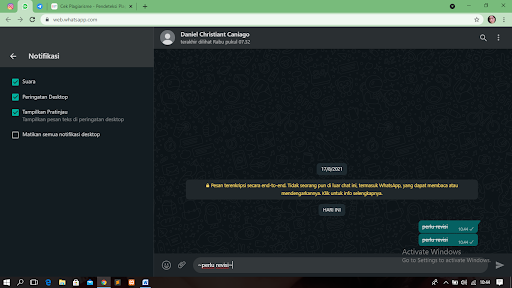 Cek Plagiarisme - Pendeteksi Pla
web.whatsapp.com
Notifikasi
Suara
Peringatan Desktop
Tampilkan Pratinjau
Tampilkan pesan teks di peringatan desktop
Matikan semua notifikasi desktop
Daniel Christiant Caniago
terakhir dilihat Rabu pukul 07.32
17/8/2021
Pesan terenkripsi secara end-to-end. Tidak seorang pun di luar chat ini, termasuk WhatsApp, yang dapat membaca atau
mendengarkannya. Klik untuk info selengkapnya.
HARI INI
perlu revisi 10.44
perlu revisi 10.44
Activate Windows
Go to Settings to activate Windows.
~perlu revisi~
10.44